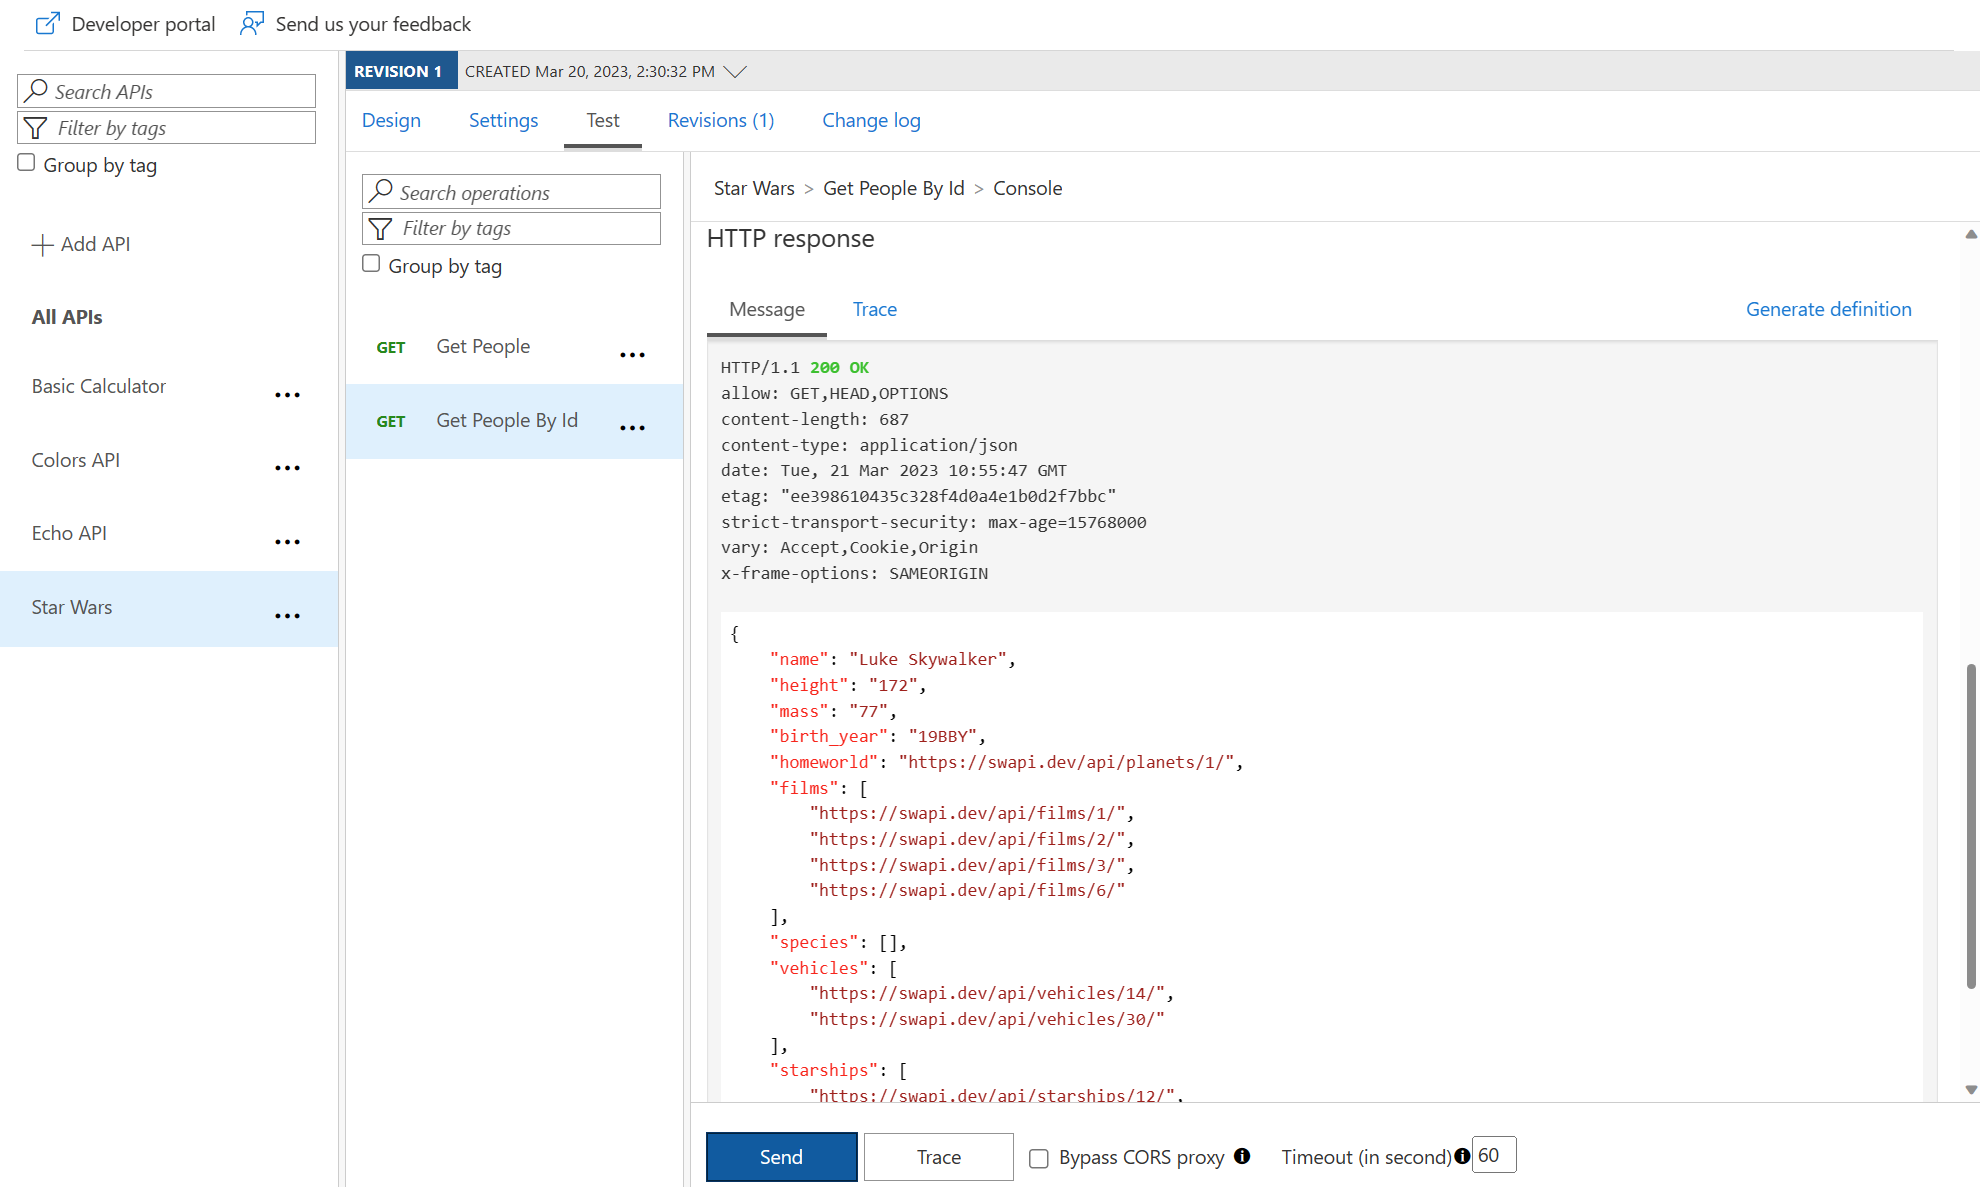 Developer portal
Send us your feedback
Search APIs
Filter by tags
Group by tag
Add API
All APIs
Basic Calculator
Colors API
Echo API
Star Wars
REVISION 1 CREATED Mar 20, 2023, 2:30:32 PM
Design Settings Test Revisions (1) Change log
Search operations
Filter by tags
Group by tag
GET Get People
GET Get People By Id
Star Wars > Get People By Id > Console
HTTP response
Message Trace Generate definition
HTTP/1.1 200 OK
allow: GET,HEAD,OPTIONS
content-length: 687
content-type: application/json
date: Tue, 21 Mar 2023 10:55:47 GMT
etag: "ee398610435c328f4d0a4e1b0d2f7bbc"
strict-transport-security: max-age=15768000
vary: Accept,Cookie,Origin
x-frame-options: SAMEORIGIN
{
"name": "Luke Skywalker",
"height": "172",
"mass": "77",
"birth_year": "19BBY",
"homeworld": "https://swapi.dev/api/planets/1/",
"films": [
"https://swapi.dev/api/films/1/",
"https://swapi.dev/api/films/2/",
"https://swapi.dev/api/films/3/",
"https://swapi.dev/api/films/6/"
],
"species": [],
"vehicles": [
"https://swapi.dev/api/vehicles/14/",
"https://swapi.dev/api/vehicles/30/"
],
"starships": [
"https://swapi.dev/api/starships/12/",
Send Trace Bypass CORS proxy Timeout (in second) 60